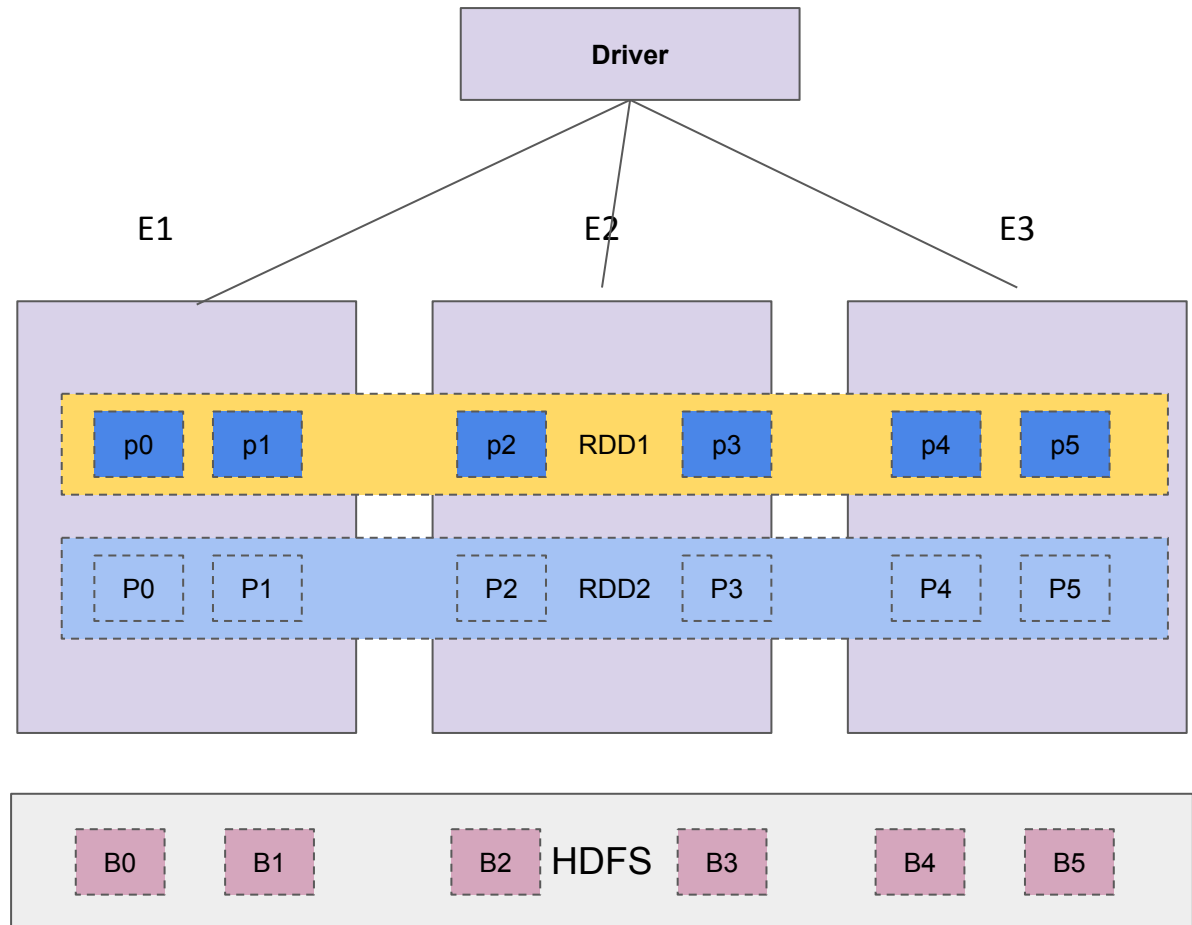 Driver
E1
E2
E3
p0 p1 p2 RDD1 p3 p4 p5
P0 P1 P2 RDD2 P3 P4 P5
B0 B1 B2 HDFS B3 B4 B5